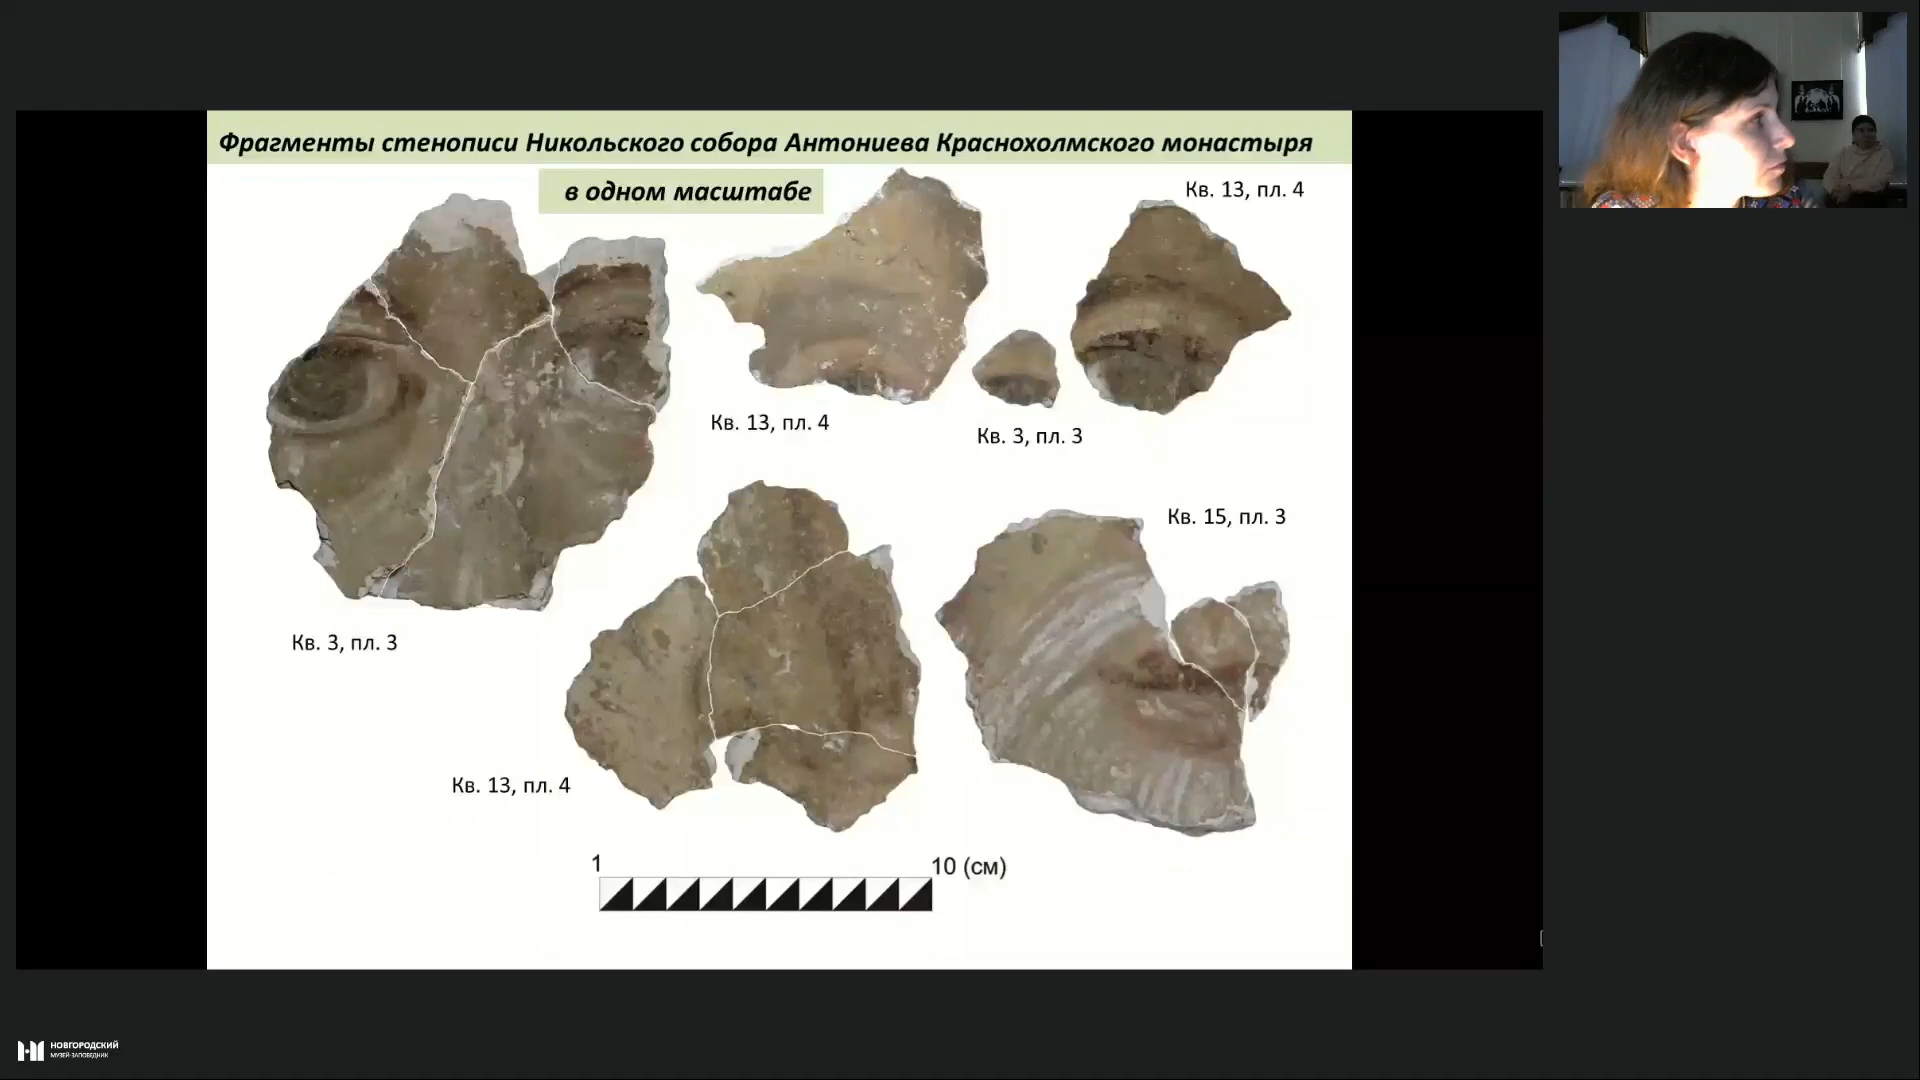 Фрагменты стенописи Никольского собора Антониева Краснохолмского монастыря
в одном масштабе
Кв. 13, пл. 4
Кв. 13, пл. 4
Кв. 3, пл. 3
Кв. 15, пл. 3
Кв. 3, пл. 3
Кв. 13, пл. 4
1
10 (см)
НОВГОРОДСКИЙ
МУЗЕЙ-ЗАПОВЕДНИК